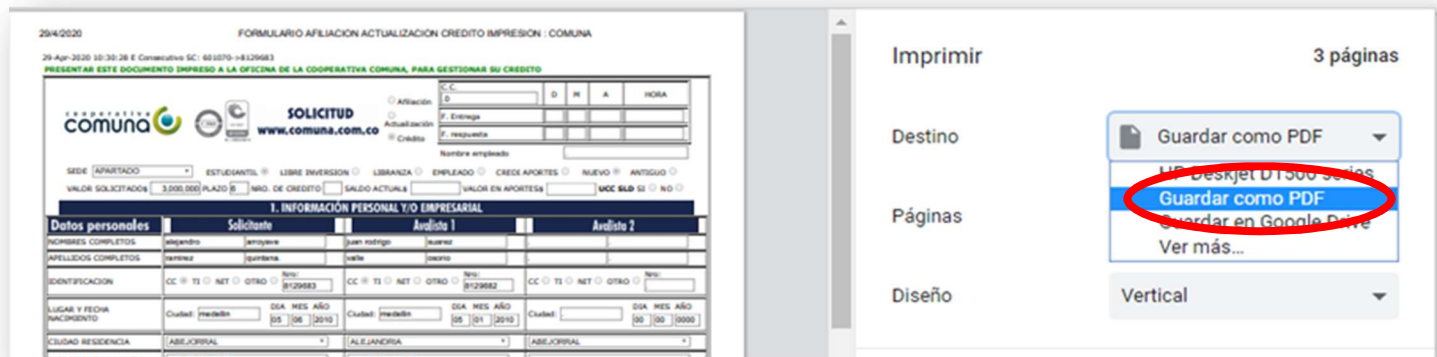 29/4/2020 FORMULARIO AFILIACION ACTUALIZACION CREDITO IMPRESION : COMUNA
29-Apr-2020 10:30:28 E Consecutivo SC: 601070->8129683
PRESENTAR ESTE DOCUMENTO IMPRESO A LA OFICINA DE LA COOPERATIVA COMUNA, PARA GESTIONAR SU CREDITO
cooperativa
comuna
SOLICITUD
www.comuna.com.co
Afiliación
Actualización
Crédito
C.C. D M A HORA
.0
F. Entrega
F. respuesta
Nombre empleado
SEDE APARTADO ESTUDIANTIL LIBRE INVERSION LIBRANZA EMPLEADO CREDI APORTES NUEVO ANTIGUO
VALOR SOLICITADO$ 3,000,000 PLAZO 6 NRO. DE CREDITO SALDO ACTUAL$ VALOR EN APORTES$ UCC SLD SI NO
1. INFORMACIÓN PERSONAL Y/O EMPRESARIAL
Datos personales Solicitante Avalista 1 Avalista 2
NOMBRES COMPLETOS alejandro arroyave juan rodrigo suarez . .
APELLIDOS COMPLETOS ramirez quintana. valle osorio . .
IDENTIFICACION CC TI NIT OTRO Nro: 8129683 CC TI NIT OTRO Nro: 8129682 CC TI NIT OTRO Nro:
LUGAR Y FECHA NACIMIENTO Ciudad: medellin DIA MES AÑO 05 06 2010 Ciudad: medellin DIA MES AÑO 05 01 2010 Ciudad: DIA MES AÑO 00 00 0000
CIUDAD RESIDENCIA ABEJORRAL ALEJANDRIA ABEJORRAL
Imprimir 3 páginas
Destino Guardar como PDF
HP Deskjet D1500 series
Guardar como PDF
Guardar en Google Drive
Ver más...
Páginas
Diseño Vertical